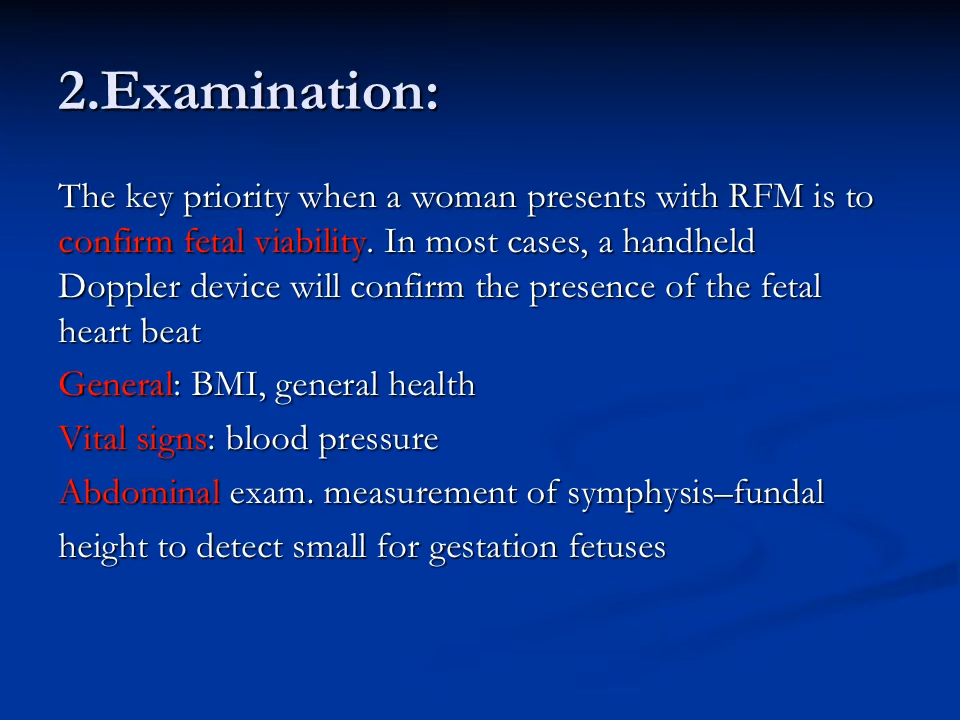 2.Examination:
The key priority when a woman presents with RFM is to
confirm fetal viability. In most cases, a handheld
Doppler device will confirm the presence of the fetal
heart beat
General: BMI, general health
Vital signs: blood pressure
Abdominal exam. measurement of symphysis–fundal
height to detect small for gestation fetuses